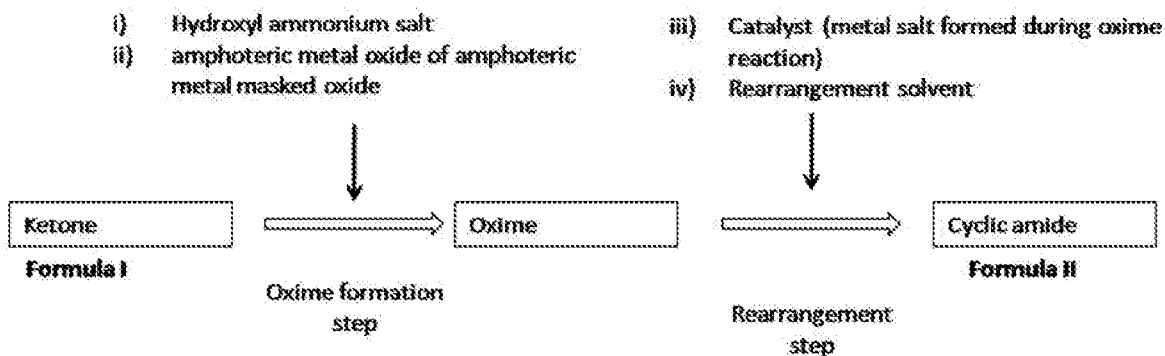 i) Hydroxyl ammonium salt
ii) amphoteric metal oxide of amphoteric
metal masked oxide
iii) Catalyst (metal salt formed during oxime
reaction)
iv) Rearrangement solvent
Ketone
Oxime
Cyclic amide
Formula I
Formula II
Oxime formation
step
Rearrangement
step